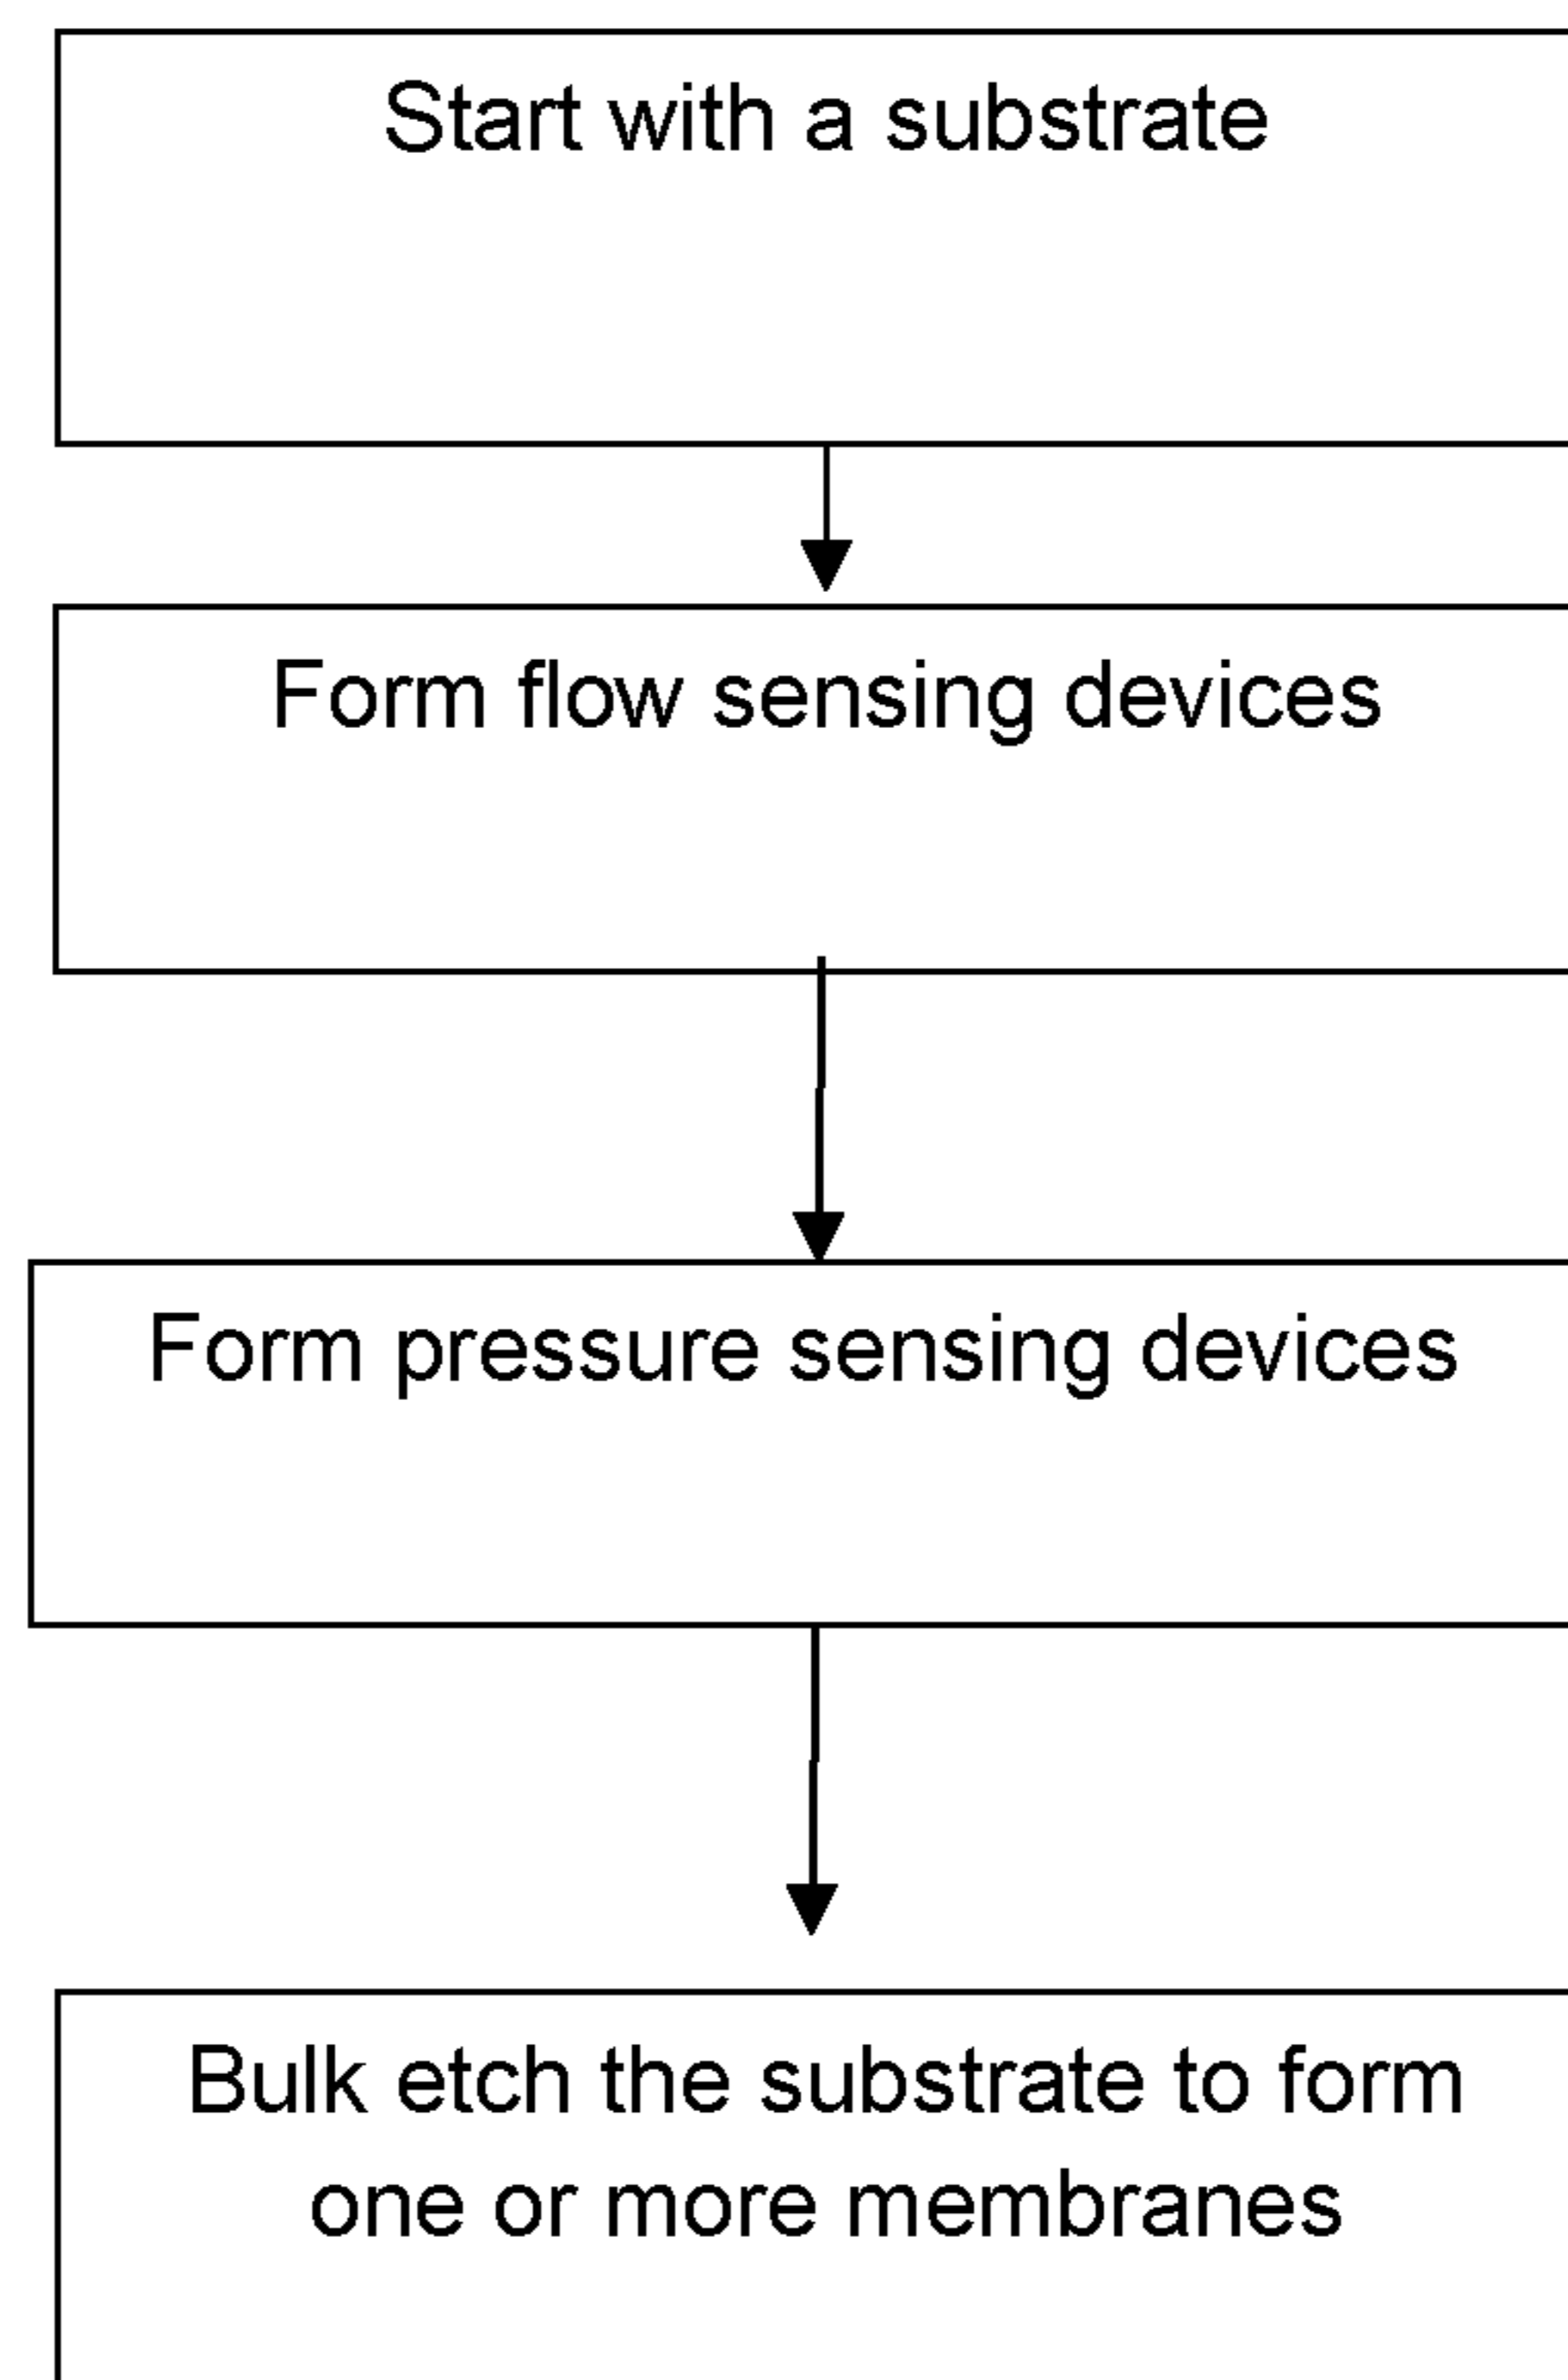 Start with a substrate
Form flow sensing devices
Form pressure sensing devices
Bulk etch the substrate to form
one or more membranes